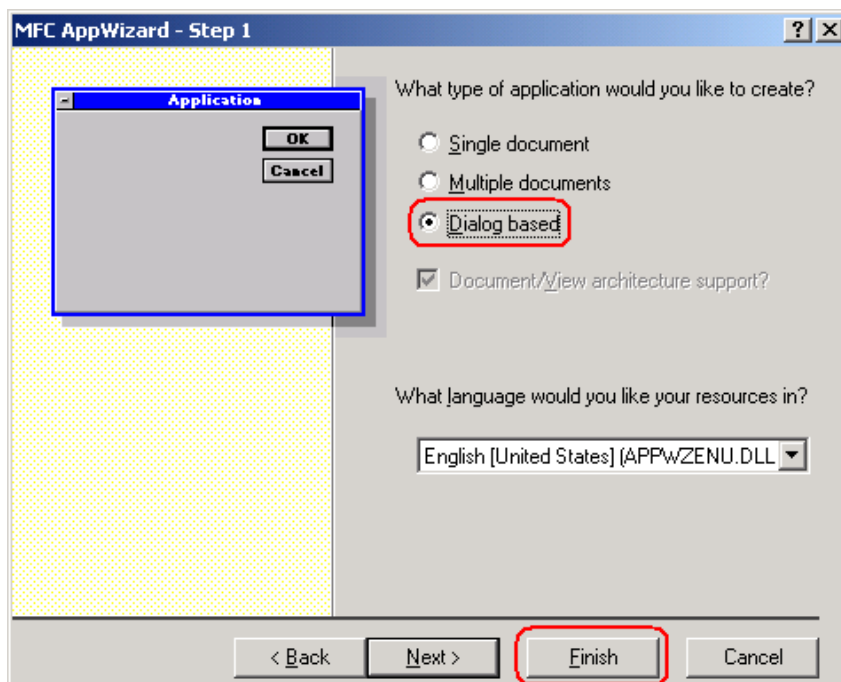 MFC AppWizard - Step 1
Application
OK
Cancel
What type of application would you like to create?
Single document
Multiple documents
Dialog based
Document/View architecture support?
What language would you like your resources in?
English [United States] (APPWZENU.DLL
< Back
Next >
Finish
Cancel